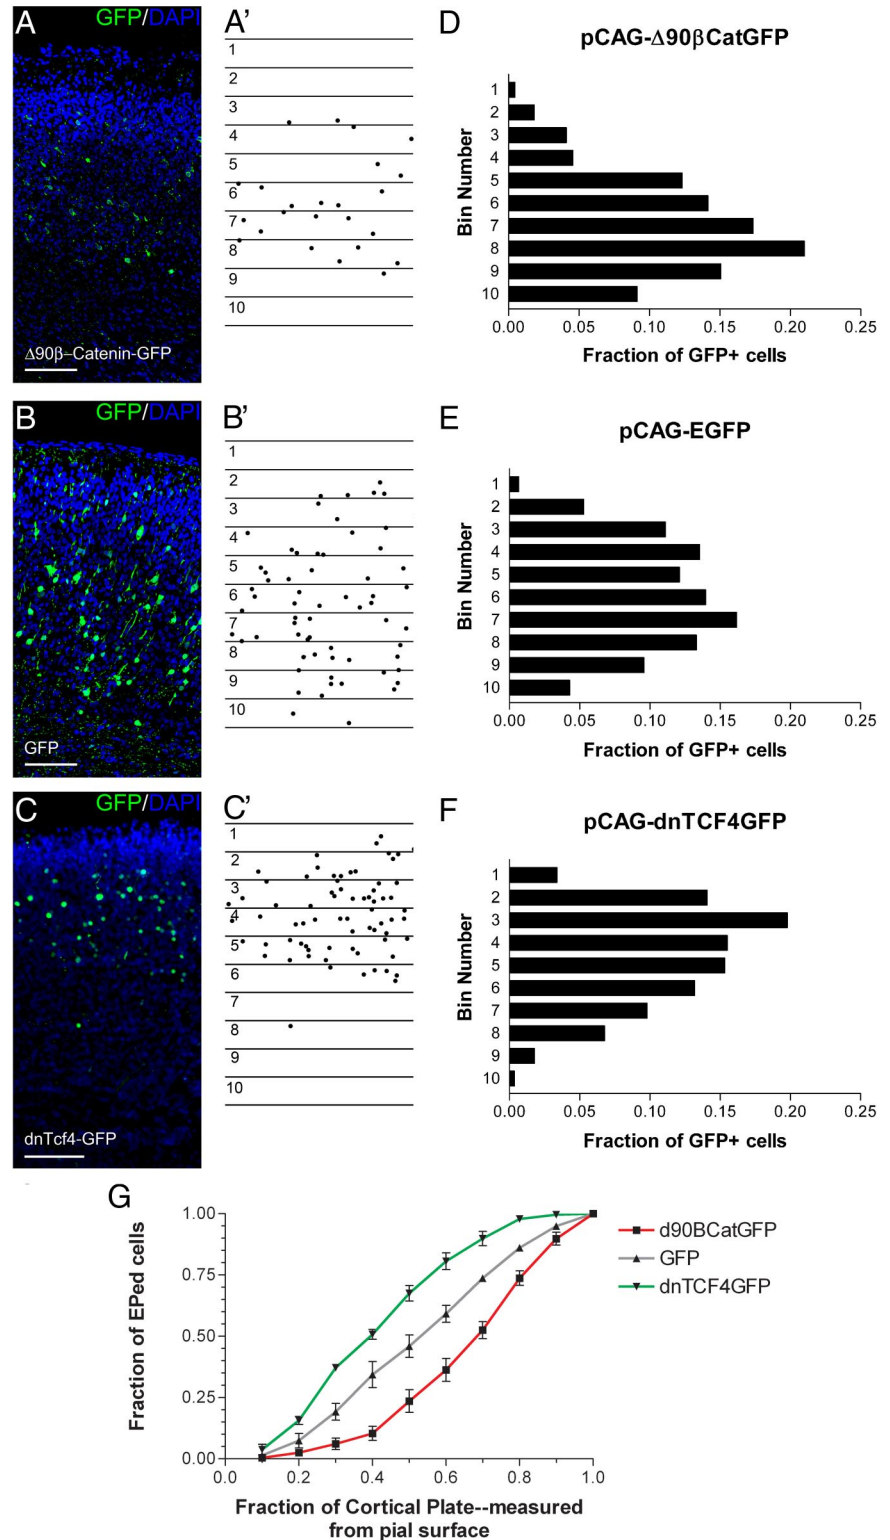 A
GFP/DAPI
Δ90β–Catenin-GFP
A'
1
2
3
4
5
6
7
8
9
10
D
pCAG-Δ90βCatGFP
Bin Number
1
2
3
4
5
6
7
8
9
10
0.00 0.05 0.10 0.15 0.20 0.25
Fraction of GFP+ cells
B
GFP/DAPI
GFP
B'
1
2
3
4
5
6
7
8
9
10
E
pCAG-EGFP
Bin Number
1
2
3
4
5
6
7
8
9
10
0.00 0.05 0.10 0.15 0.20 0.25
Fraction of GFP+ cells
C
GFP/DAPI
dnTcf4-GFP
C'
1
2
3
4
5
6
7
8
9
10
F
pCAG-dnTCF4GFP
Bin Number
1
2
3
4
5
6
7
8
9
10
0.00 0.05 0.10 0.15 0.20 0.25
Fraction of GFP+ cells
G
Fraction of EPed cells
1.00
0.75
0.50
0.25
0.00
0.0 0.2 0.4 0.6 0.8 1.0
Fraction of Cortical Plate--measured
from pial surface
d90BCatGFP
GFP
dnTCF4GFP